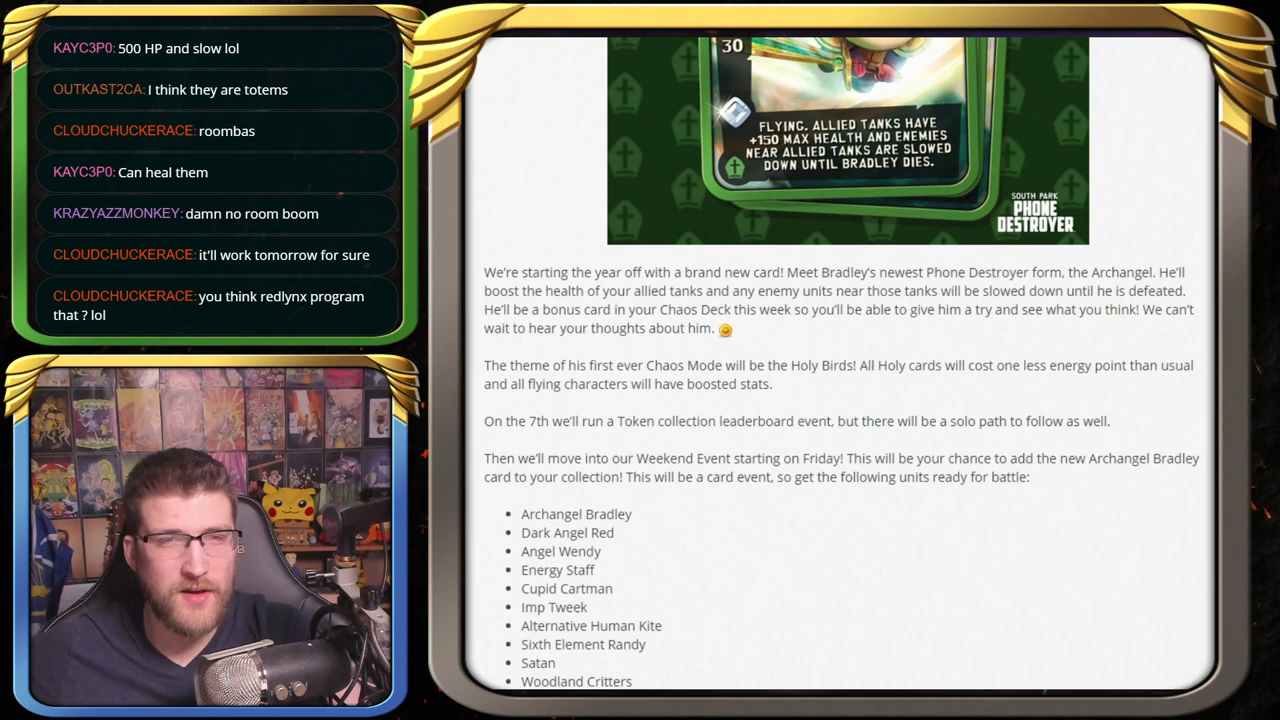 KAYC3P0: 500 HP and slow lol
OUTKAST2CA: I think they are totems
CLOUDCHUCKERACE: roombas
KAYC3P0: Can heal them
KRAZYAZZMONKEY: damn no room boom
CLOUDCHUCKERACE: it'll work tomorrow for sure
CLOUDCHUCKERACE: you think redlynx program
that ? lol
30
FLYING. ALLIED TANKS HAVE
+150 MAX HEALTH AND ENEMIES
NEAR ALLIED TANKS ARE SLOWED
DOWN UNTIL BRADLEY DIES.
SOUTH PARK
PHONE
DESTROYER
We're starting the year off with a brand new card! Meet Bradley's newest Phone Destroyer form, the Archangel. He'll
boost the health of your allied tanks and any enemy units near those tanks will be slowed down until he is defeated.
He'll be a bonus card in your Chaos Deck this week so you'll be able to give him a try and see what you think! We can't
wait to hear your thoughts about him.
The theme of his first ever Chaos Mode will be the Holy Birds! All Holy cards will cost one less energy point than usual
and all flying characters will have boosted stats.
On the 7th we'll run a Token collection leaderboard event, but there will be a solo path to follow as well.
Then we'll move into our Weekend Event starting on Friday! This will be your chance to add the new Archangel Bradley
card to your collection! This will be a card event, so get the following units ready for battle:
• Archangel Bradley
• Dark Angel Red
• Angel Wendy
• Energy Staff
• Cupid Cartman
• Imp Tweek
• Alternative Human Kite
• Sixth Element Randy
• Satan
• Woodland Critters